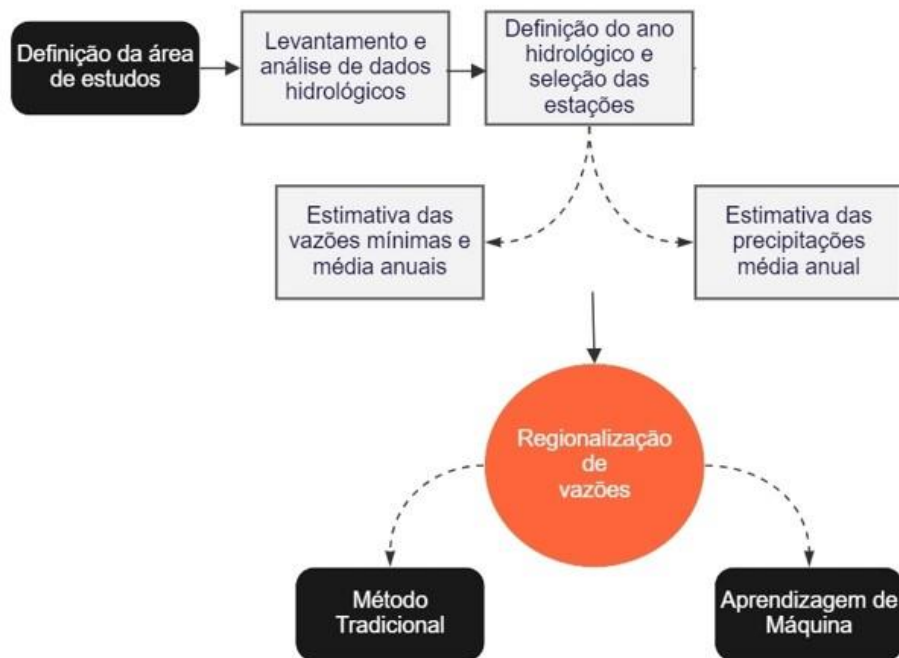 Definição da área
de estudos
Levantamento e
análise de dados
hidrológicos
Definição do ano
hidrológico e
seleção das
estações
Estimativa das
vazões mínimas e
média anuais
Estimativa das
precipitações
média anual
Regionalização
de
vazões
Método
Tradicional
Aprendizagem de
Máquina